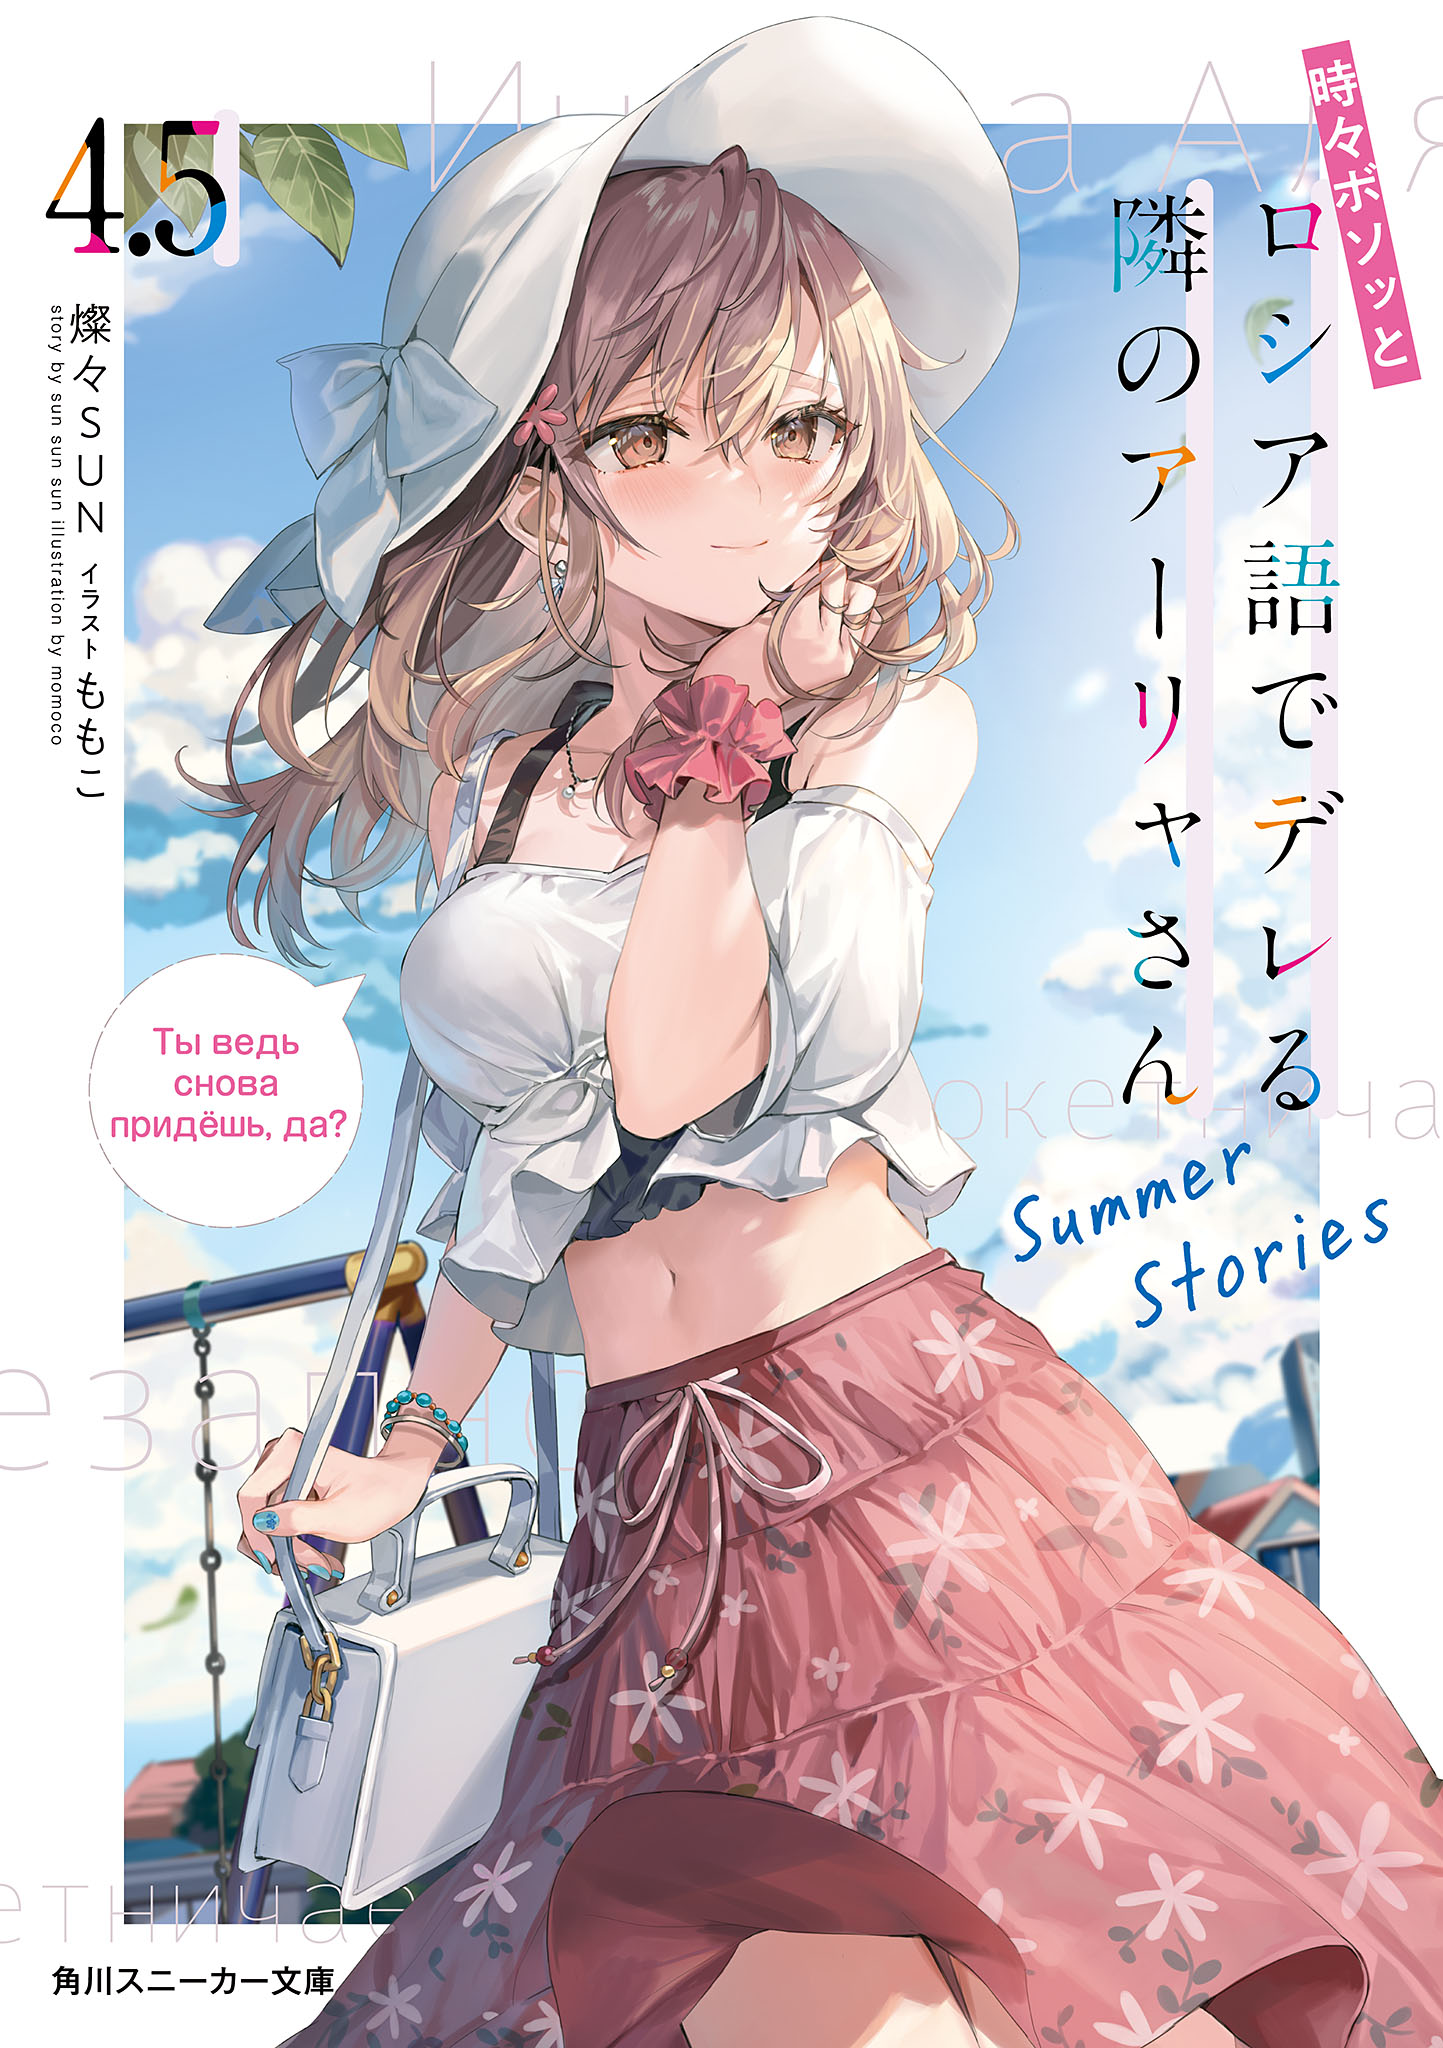 時々ボソッと
ロシア語でデレる
隣のアーリャさん
4.5
燦々SUN イラスト ももこ
story by sun sun sun illustration by momoco
Summer
Stories
Ты ведь
снова
придёшь, да?
角川スニーカー文庫